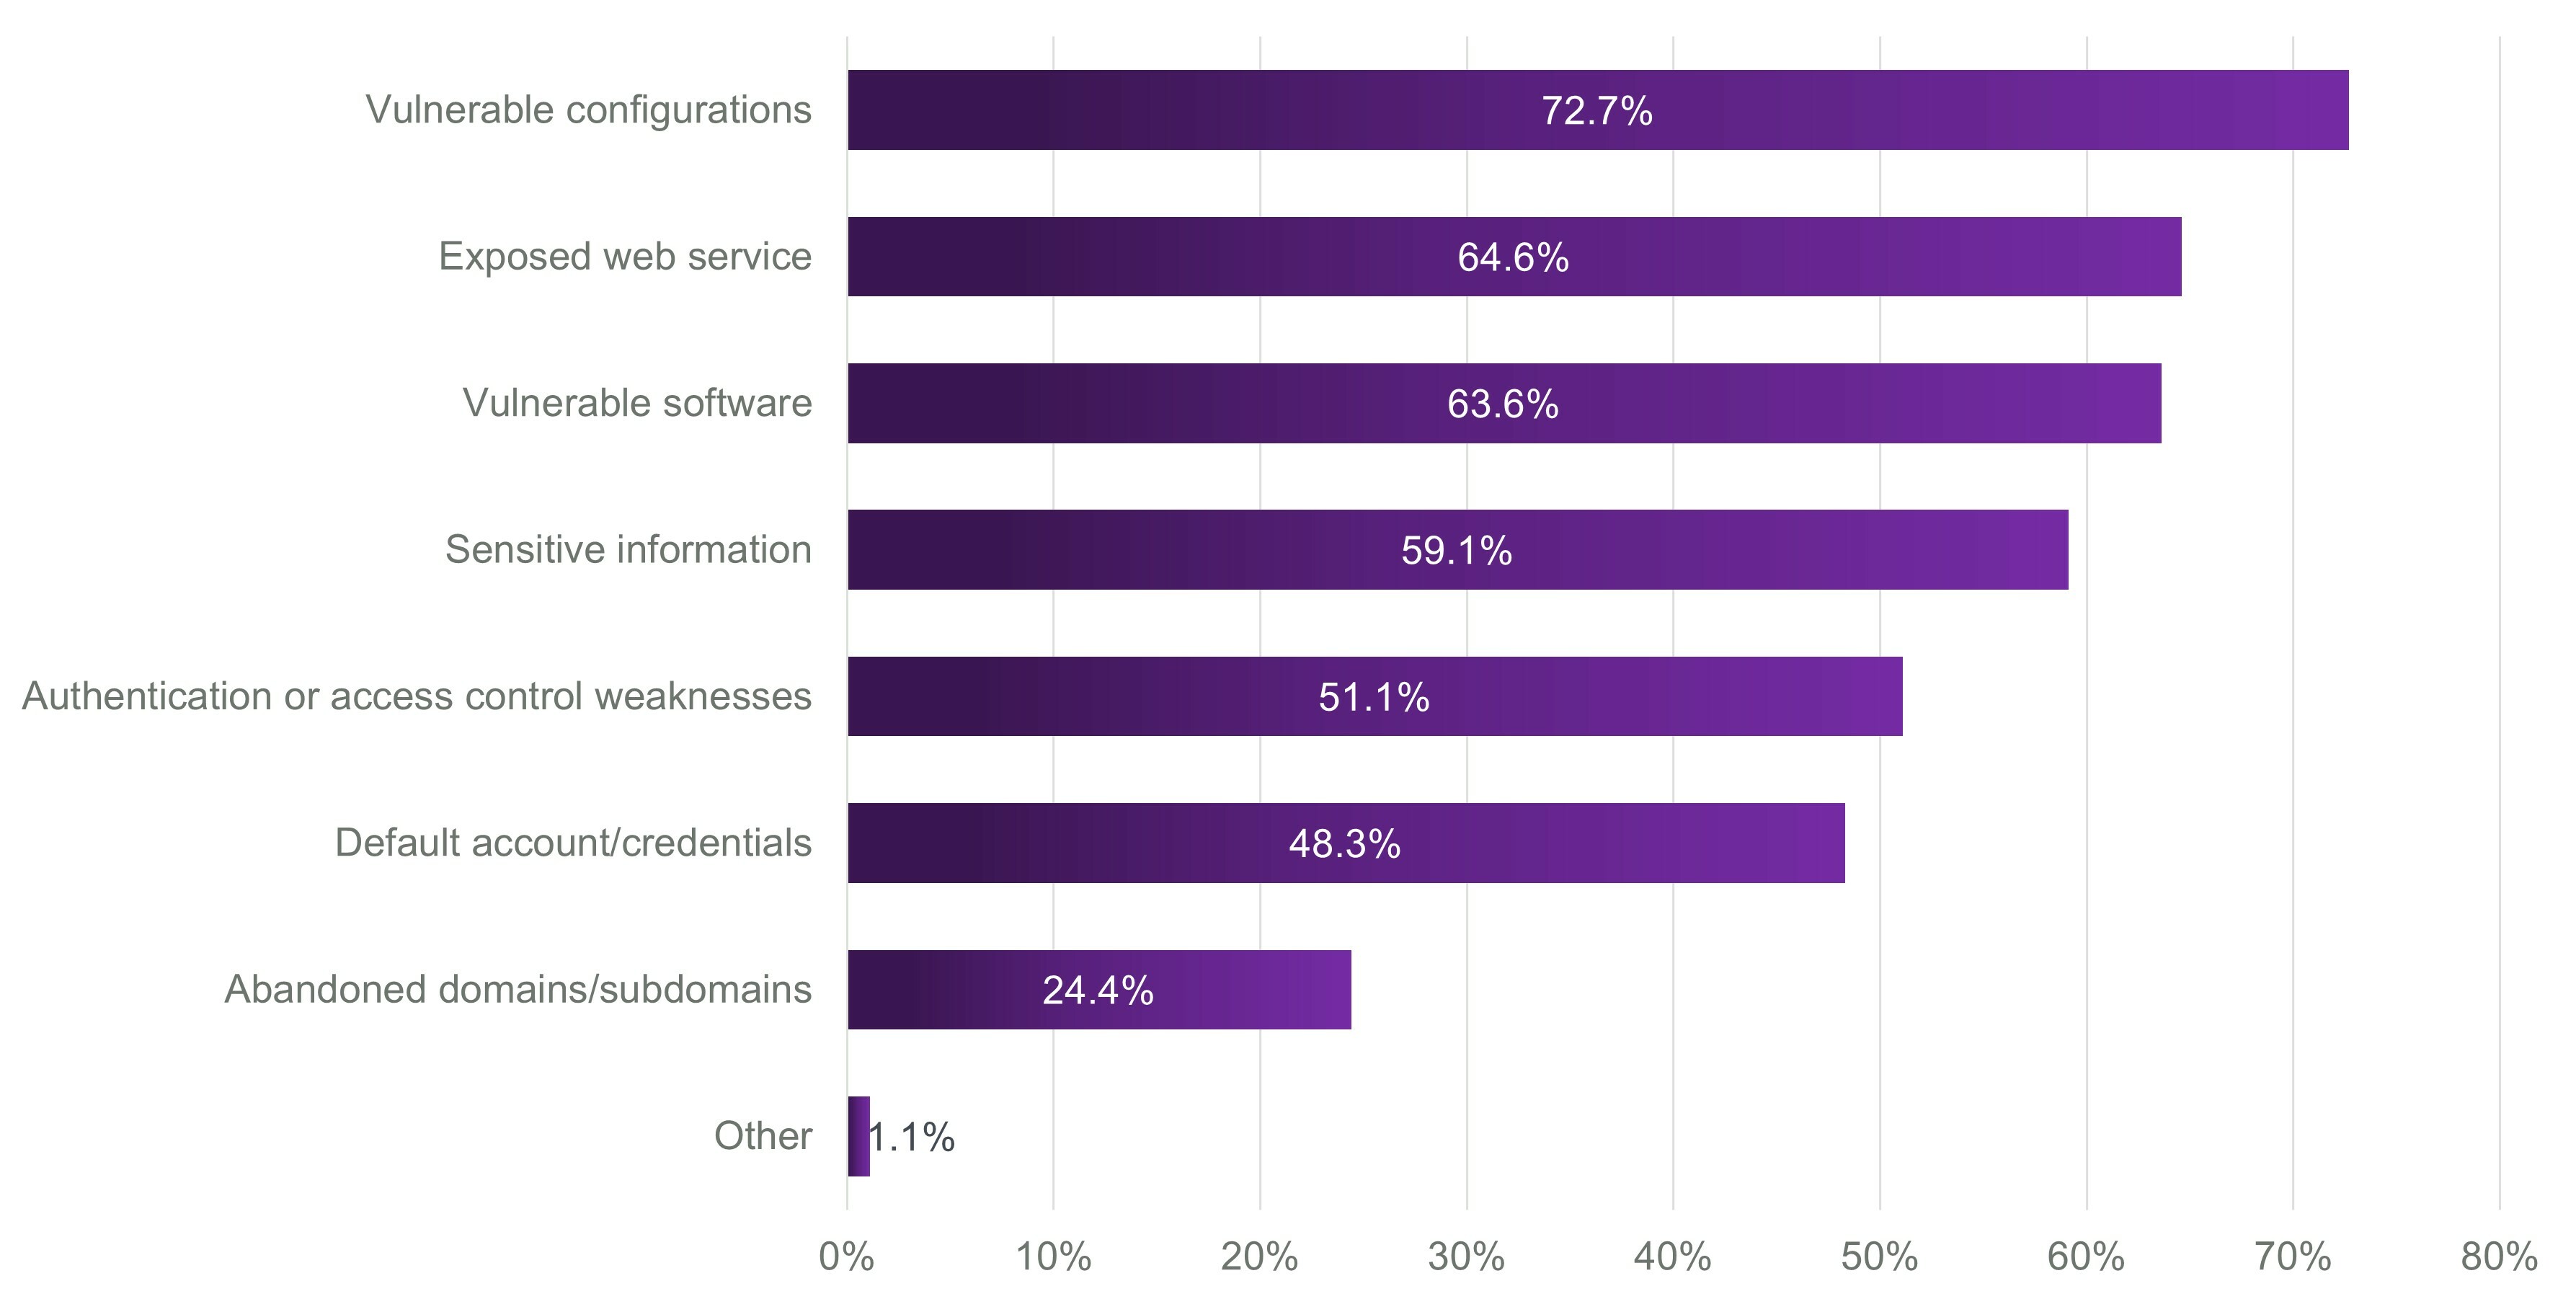 Vulnerable configurations 72.7%
Exposed web service 64.6%
Vulnerable software 63.6%
Sensitive information 59.1%
Authentication or access control weaknesses 51.1%
Default account/credentials 48.3%
Abandoned domains/subdomains 24.4%
Other 1.1%
0% 10% 20% 30% 40% 50% 60% 70% 80%